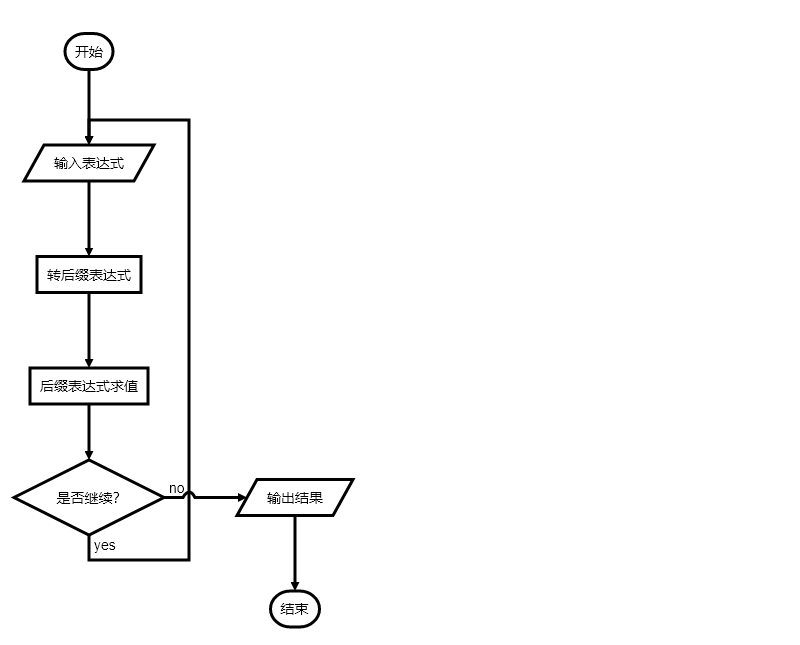 开始
输入表达式
转后缀表达式
后缀表达式求值
是否继续?
no
输出结果
yes
结束